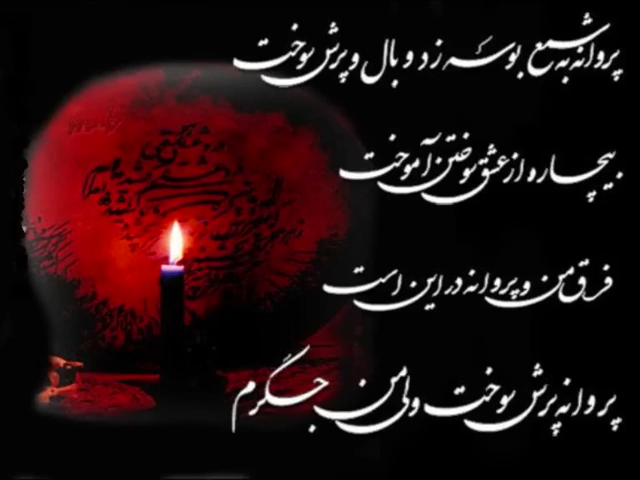 پروانه به شمع بوسه زد و بال و پرش سوخت
بیچاره از عشق سوختن آموخت
فرق من و پروانه در این است
پروانه پرش سوخت ولی من جگرم